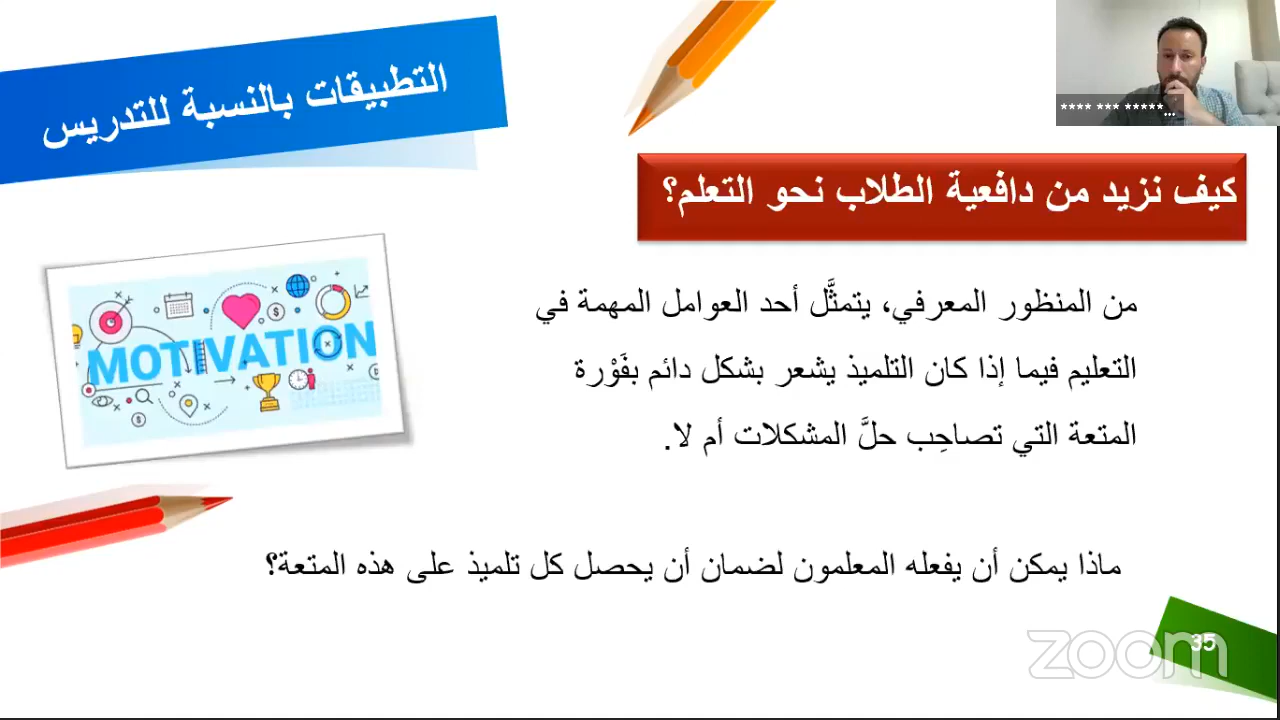 التطبيقات بالنسبة للتدريس
**** *** *****...
كيف نزيد من دافعية الطلاب نحو التعلم؟
من المنظور المعرفي، يتمثَّل أحد العوامل المهمة في
التعليم فيما إذا كان التلميذ يشعر بشكل دائم بفَوْرة
المتعة التي تصاحِب حلَّ المشكلات أم لا.
MOTIVATION
ماذا يمكن أن يفعله المعلمون لضمان أن يحصل كل تلميذ على هذه المتعة؟
35
zoom